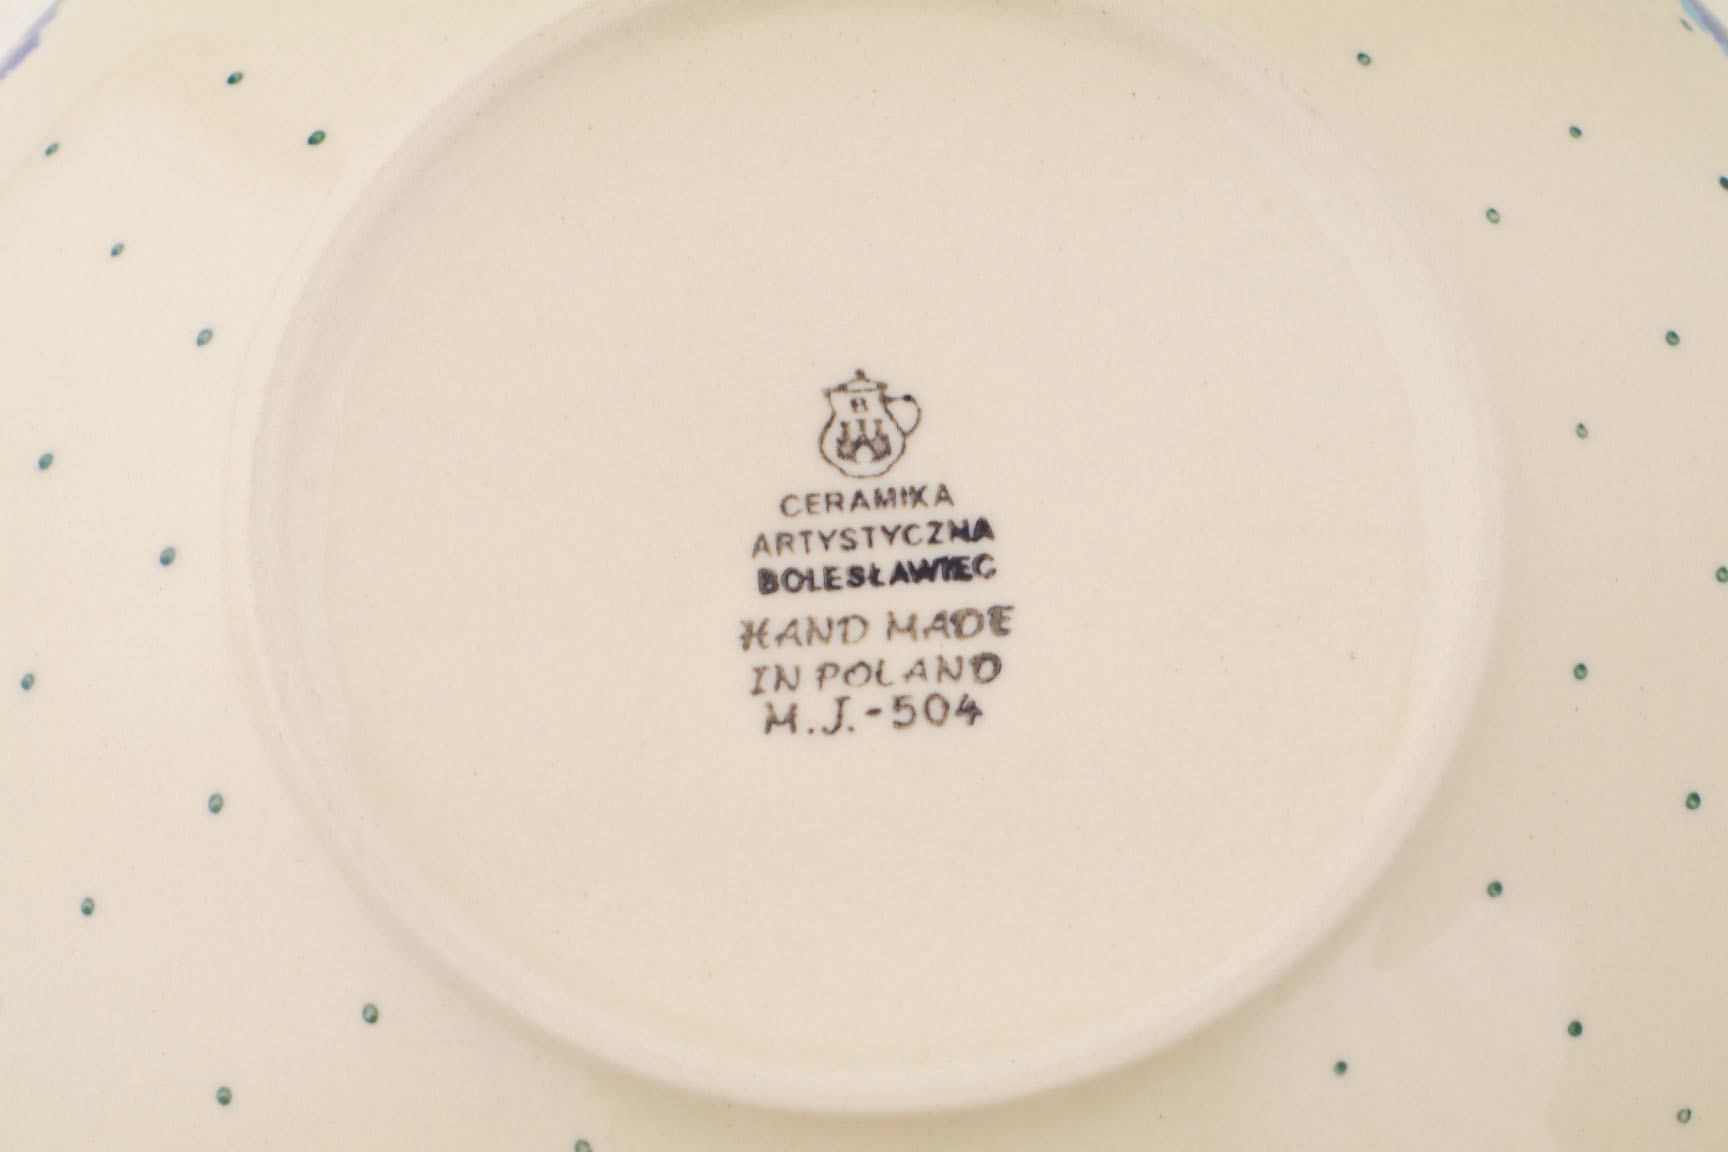 B
CERAMIKA
ARTYSTYCZNA
BOLESŁAWIEC
HAND MADE
IN POLAND
M.J.-504